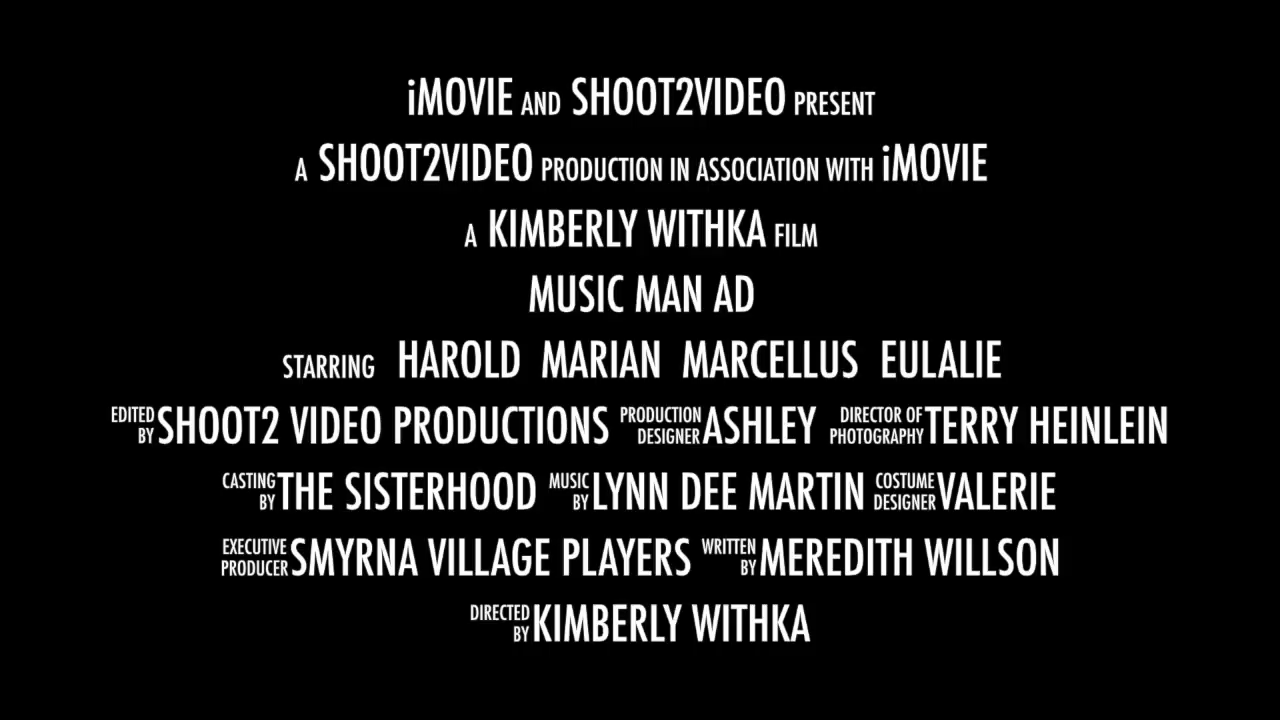 iMOVIE AND SHOOT2VIDEO PRESENT
A SHOOT2VIDEO PRODUCTION IN ASSOCIATION WITH iMOVIE
A KIMBERLY WITHKA FILM
MUSIC MAN AD
STARRING HAROLD MARIAN MARCELLUS EULALIE
EDITED BY SHOOT2 VIDEO PRODUCTIONS PRODUCTION DESIGNER ASHLEY DIRECTOR OF PHOTOGRAPHY TERRY HEINLEIN
CASTING BY THE SISTERHOOD MUSIC BY LYNN DEE MARTIN COSTUME DESIGNER VALERIE
EXECUTIVE PRODUCER SMYRNA VILLAGE PLAYERS WRITTEN BY MEREDITH WILLSON
DIRECTED BY KIMBERLY WITHKA